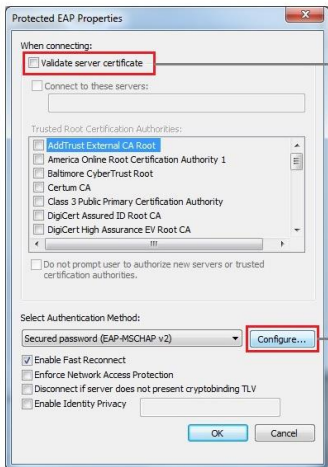 Protected EAP Properties
When connecting:
Validate server certificate
Connect to these servers:
Trusted Root Certification Authorities:
AddTrust External CA Root
America Online Root Certification Authority 1
Baltimore CyberTrust Root
Certum CA
Class 3 Public Primary Certification Authority
DigiCert Assured ID Root CA
DigiCert High Assurance EV Root CA
Do not prompt user to authorize new servers or trusted
certification authorities.
Select Authentication Method:
Secured password (EAP-MSCHAP v2)
Configure...
Enable Fast Reconnect
Enforce Network Access Protection
Disconnect if server does not present cryptobinding TLV
Enable Identity Privacy
OK
Cancel